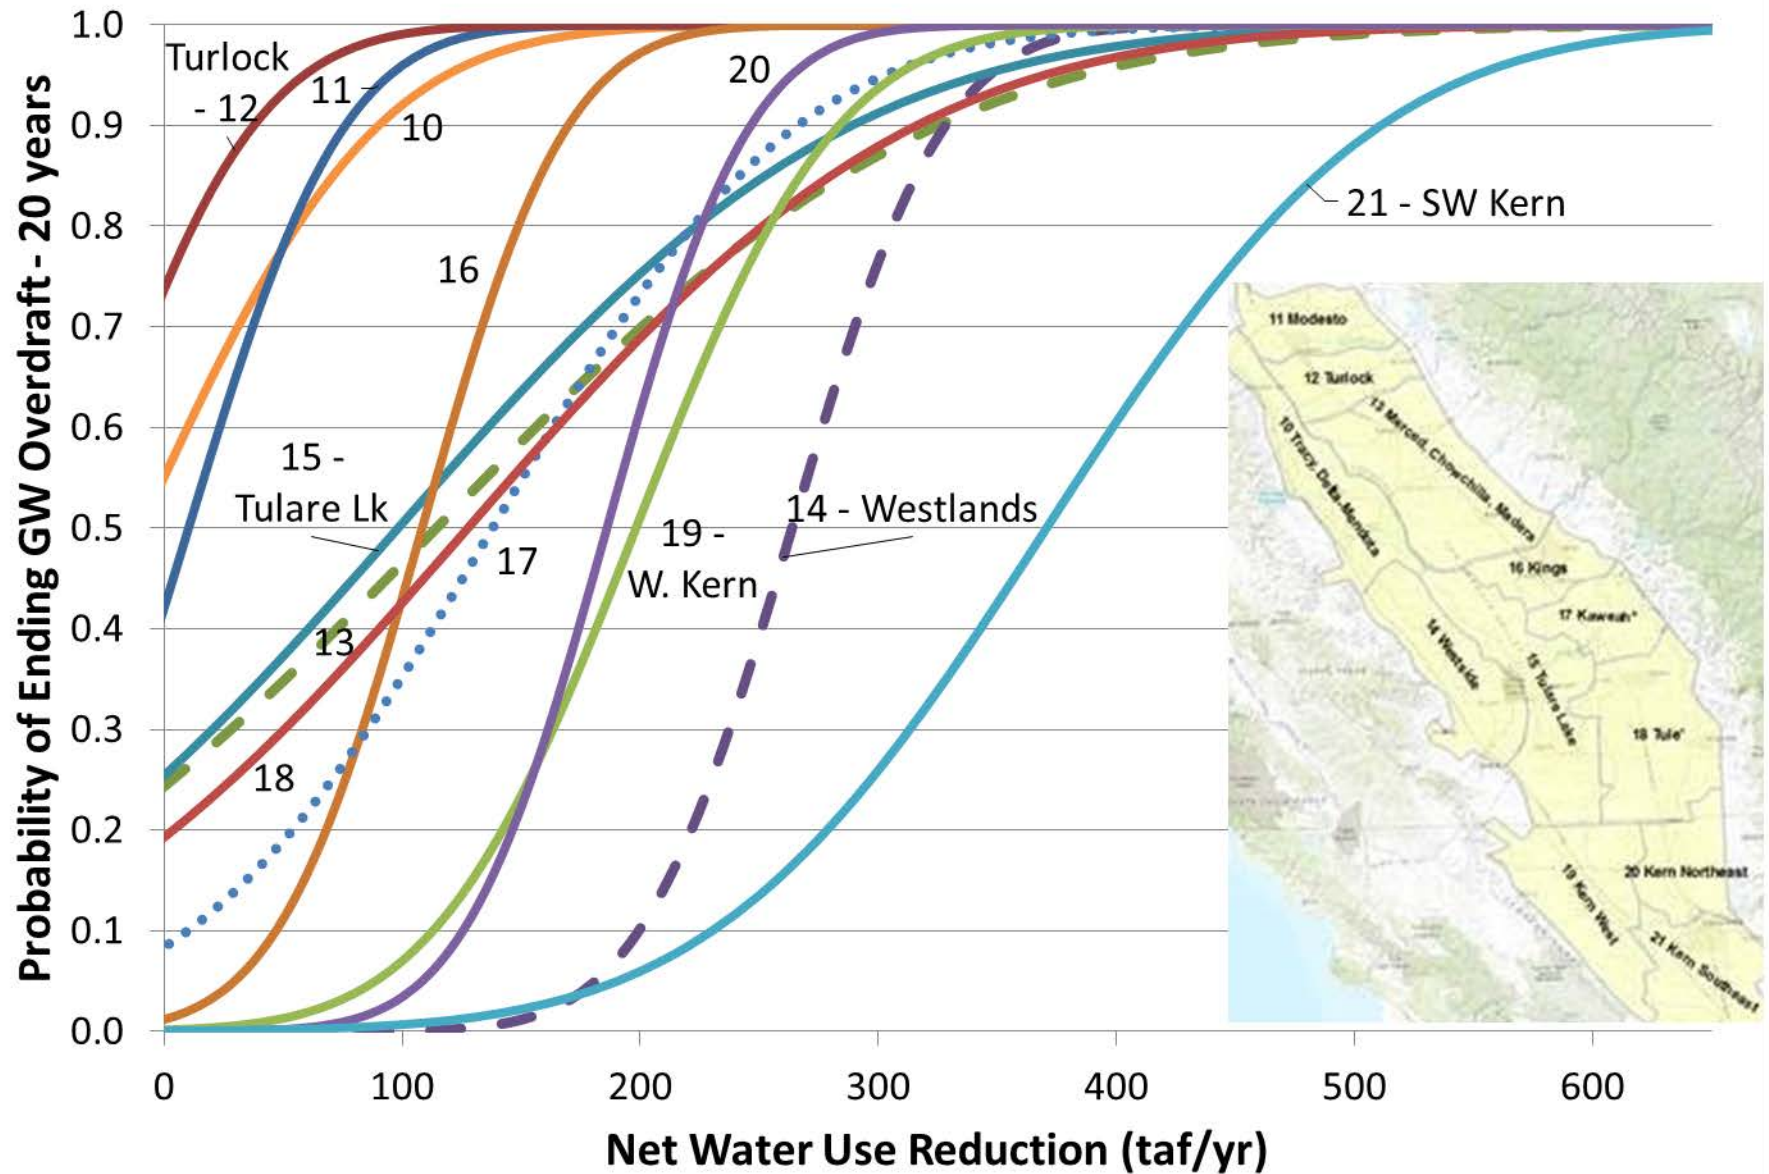 Probability of Ending GW Overdraft - 20 years
1.0
0.9
0.8
0.7
0.6
0.5
0.4
0.3
0.2
0.1
0.0
Turlock
- 12
11
10
20
16
21 - SW Kern
15 -
Tulare Lk
17
19 -
W. Kern
14 - Westlands
13
18
11 Modesto
12 Turlock
13 Merced, Chowchilla, Madera
10 Tracy, Delta-Mendota
16 Kings
17 Kaweah*
14 Westside
15 Tulare Lake
18 Tule*
20 Kern Northeast
19 Kern West
21 Kern Southeast
0
100
200
300
400
500
600
Net Water Use Reduction (taf/yr)